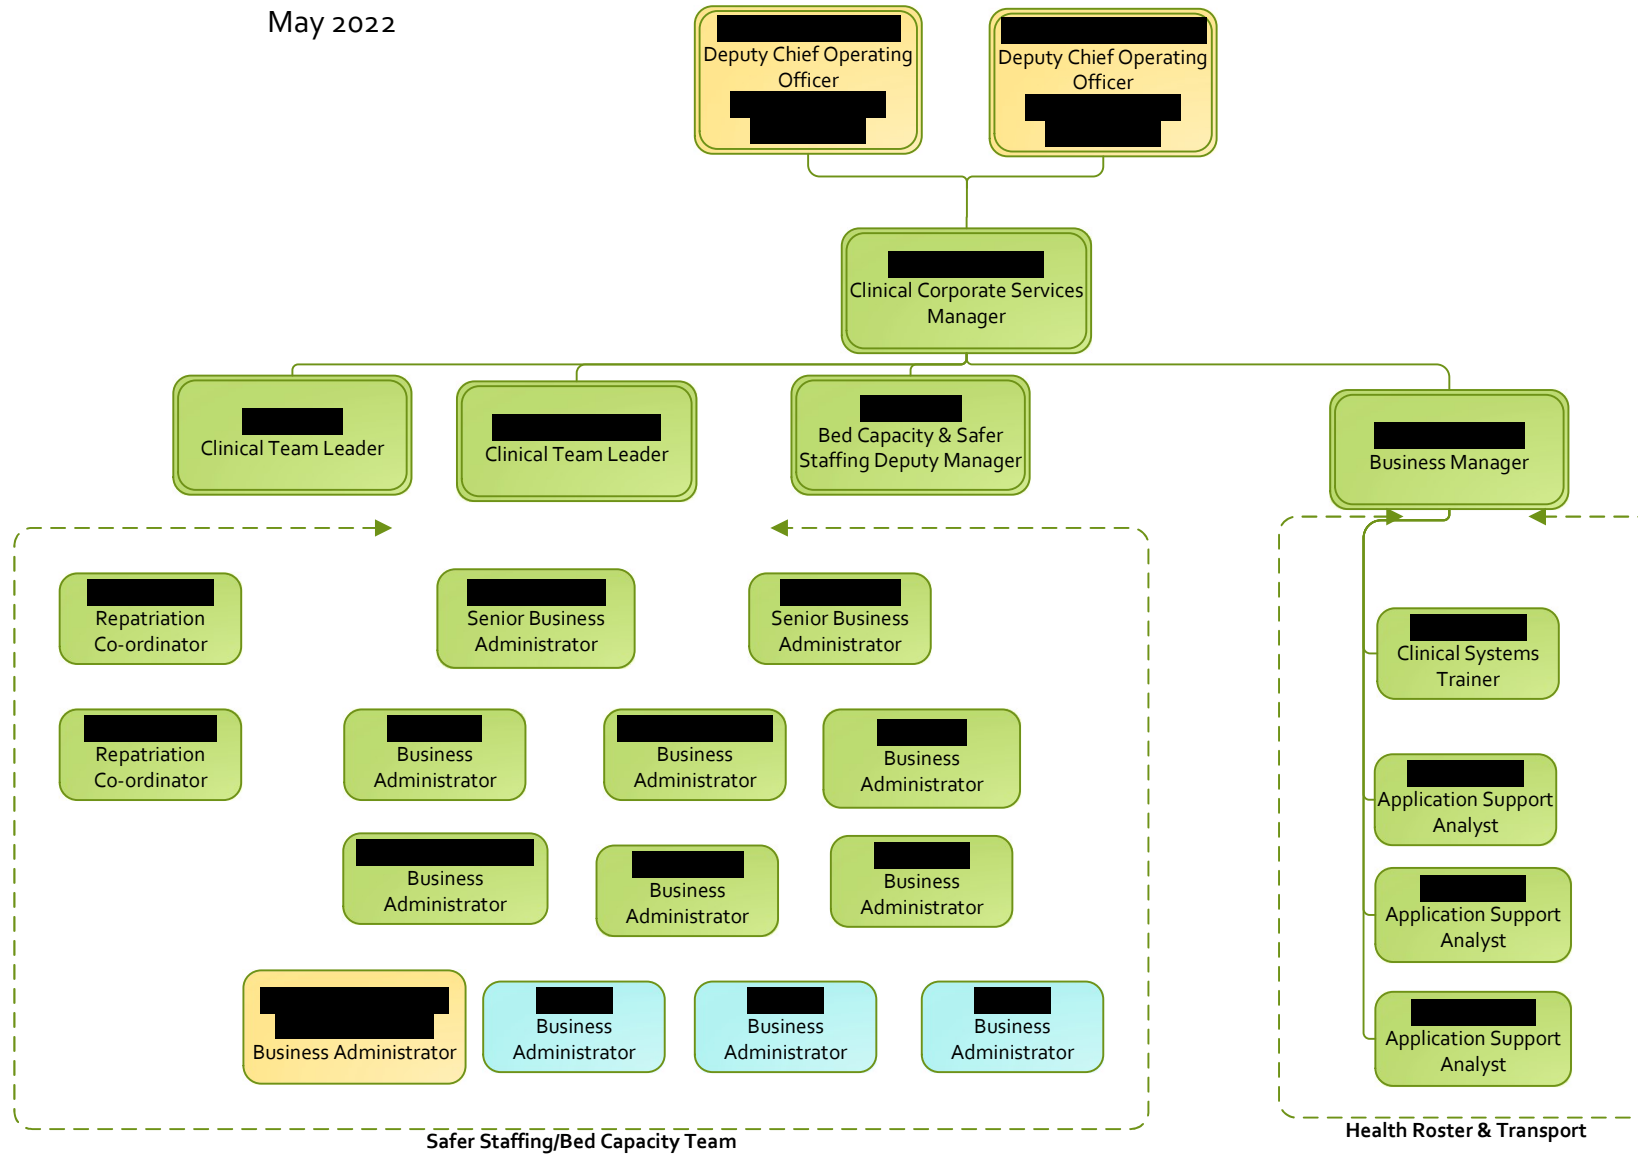 May 2022
Deputy Chief Operating
Officer
Deputy Chief Operating
Officer
Clinical Corporate Services
Manager
Clinical Team Leader
Clinical Team Leader
Bed Capacity & Safer
Staffing Deputy Manager
Business Manager
Repatriation
Co-ordinator
Senior Business
Administrator
Senior Business
Administrator
Repatriation
Co-ordinator
Business
Administrator
Business
Administrator
Business
Administrator
Business
Administrator
Business
Administrator
Business
Administrator
Business Administrator
Business
Administrator
Business
Administrator
Business
Administrator
Safer Staffing/Bed Capacity Team
Clinical Systems
Trainer
Application Support
Analyst
Application Support
Analyst
Application Support
Analyst
Health Roster & Transport